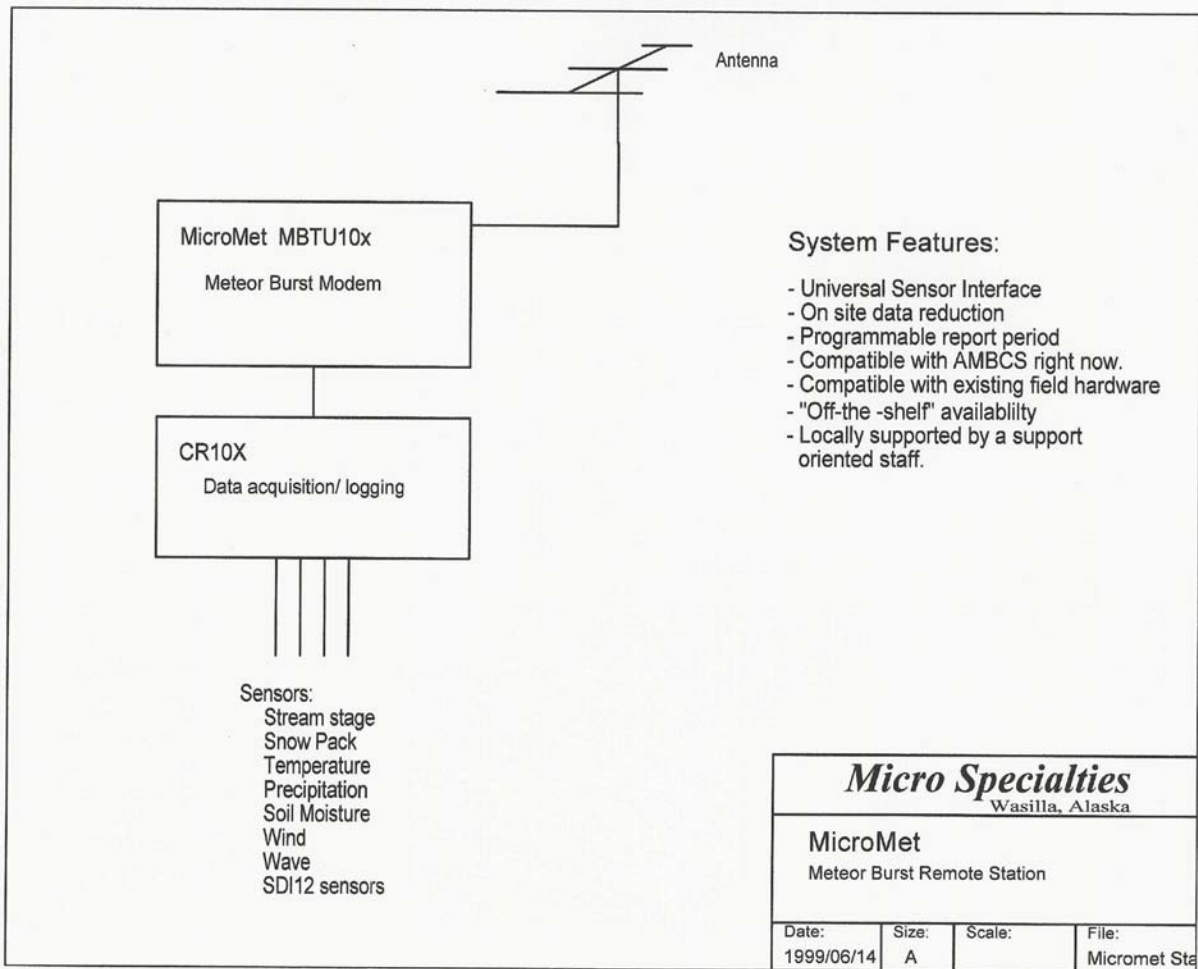 Antenna
MicroMet MBTU10x
Meteor Burst Modem
CR10X
Data acquisition/ logging
Sensors:
Stream stage
Snow Pack
Temperature
Precipitation
Soil Moisture
Wind
Wave
SDI12 sensors
System Features:
- Universal Sensor Interface
- On site data reduction
- Programmable report period
- Compatible with AMBCS right now.
- Compatible with existing field hardware
- "Off-the -shelf" availablilty
- Locally supported by a support
oriented staff.
Micro Specialties
Wasilla, Alaska
MicroMet
Meteor Burst Remote Station
Date:
Size:
Scale:
File:
1999/06/14
A
Micromet Sta